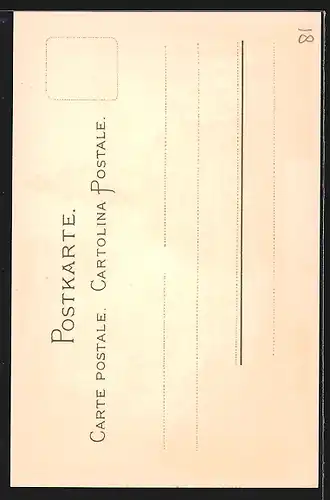 POSTKARTE.
CARTE POSTALE. CARTOLINA POSTALE.
18